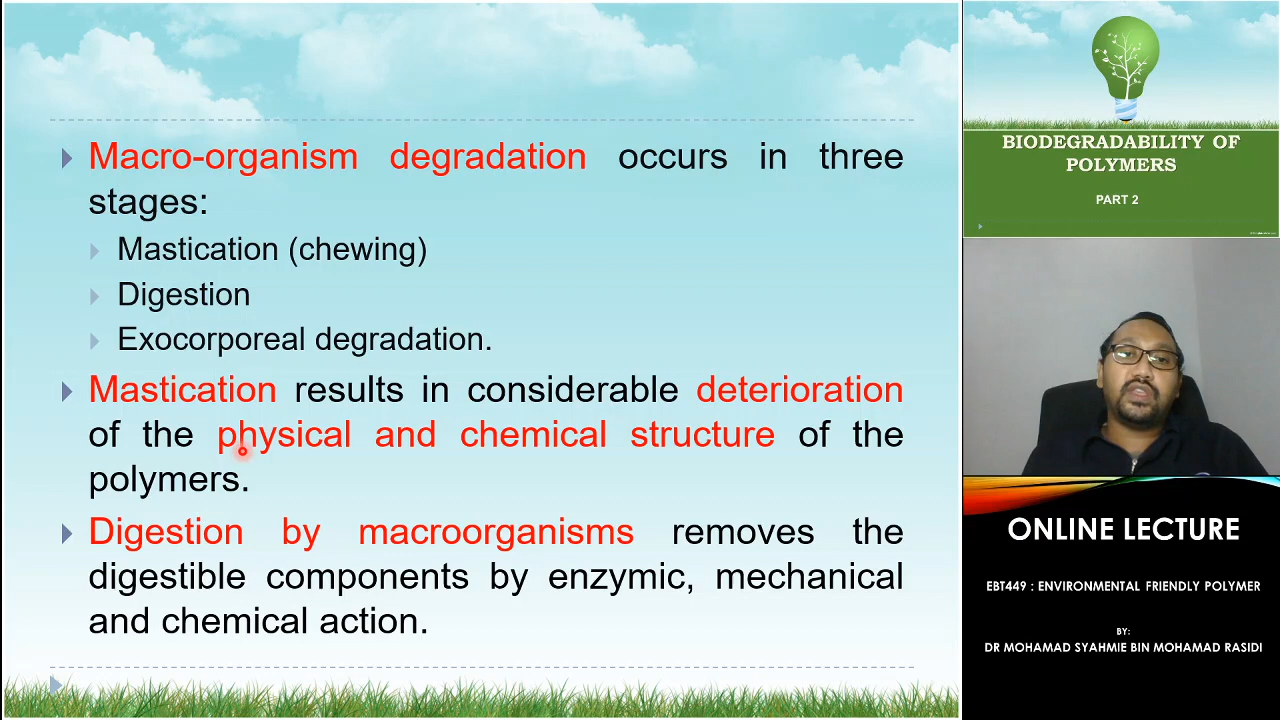 Macro-organism degradation occurs in three
stages:
Mastication (chewing)
Digestion
Exocorporeal degradation.
Mastication results in considerable deterioration
of the physical and chemical structure of the
polymers.
Digestion by macroorganisms removes the
digestible components by enzymic, mechanical
and chemical action.
BIODEGRADABILITY OF
POLYMERS
PART 2
ONLINE LECTURE
EBT449 : ENVIRONMENTAL FRIENDLY POLYMER
BY:
DR MOHAMAD SYAHMIE BIN MOHAMAD RASIDI